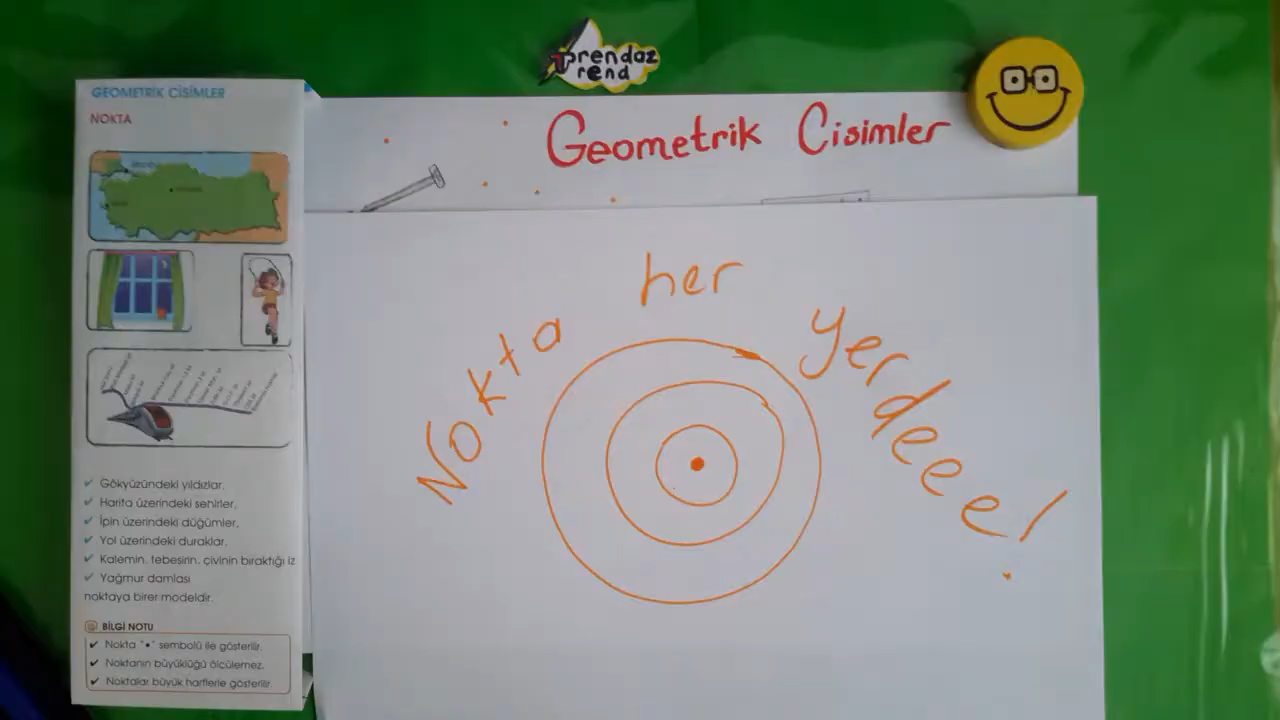 prendaz
rend
Geometrik Cisimler
GEOMETRİK CİSİMLER
NOKTA
✔ Gökyüzündeki yıldızlar,
✔ Harita üzerindeki şehirler,
✔ İpin üzerindeki düğümler,
✔ Yol üzerindeki duraklar,
✔ Kalemin, tebeşirin, çivinin bıraktığı iz
✔ Yağmur damlası
noktaya birer modeldir.
BİLGİ NOTU
✔ Nokta "•" sembolü ile gösterilir.
✔ Noktanın büyüklüğü ölçülemez.
✔ Noktalar büyük harflerle gösterilir.
Nokta her yerdeee!